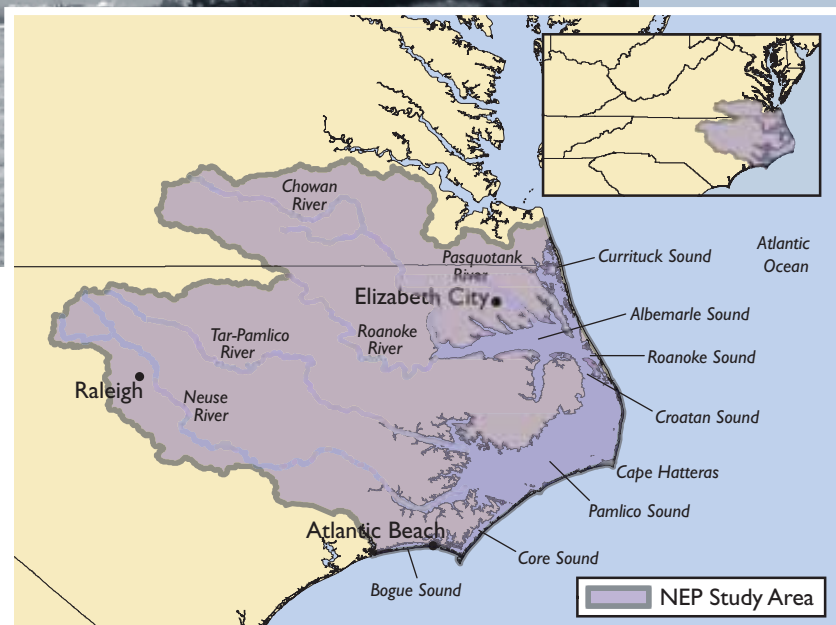 Chowan
River
Atlantic
Ocean
Pasquotank
River
Currituck Sound
Elizabeth City
Albemarle Sound
Tar-Pamlico
River
Roanoke
River
Roanoke Sound
Raleigh
Neuse
River
Croatan Sound
Cape Hatteras
Pamlico Sound
Atlantic Beach
Core Sound
Bogue Sound
NEP Study Area